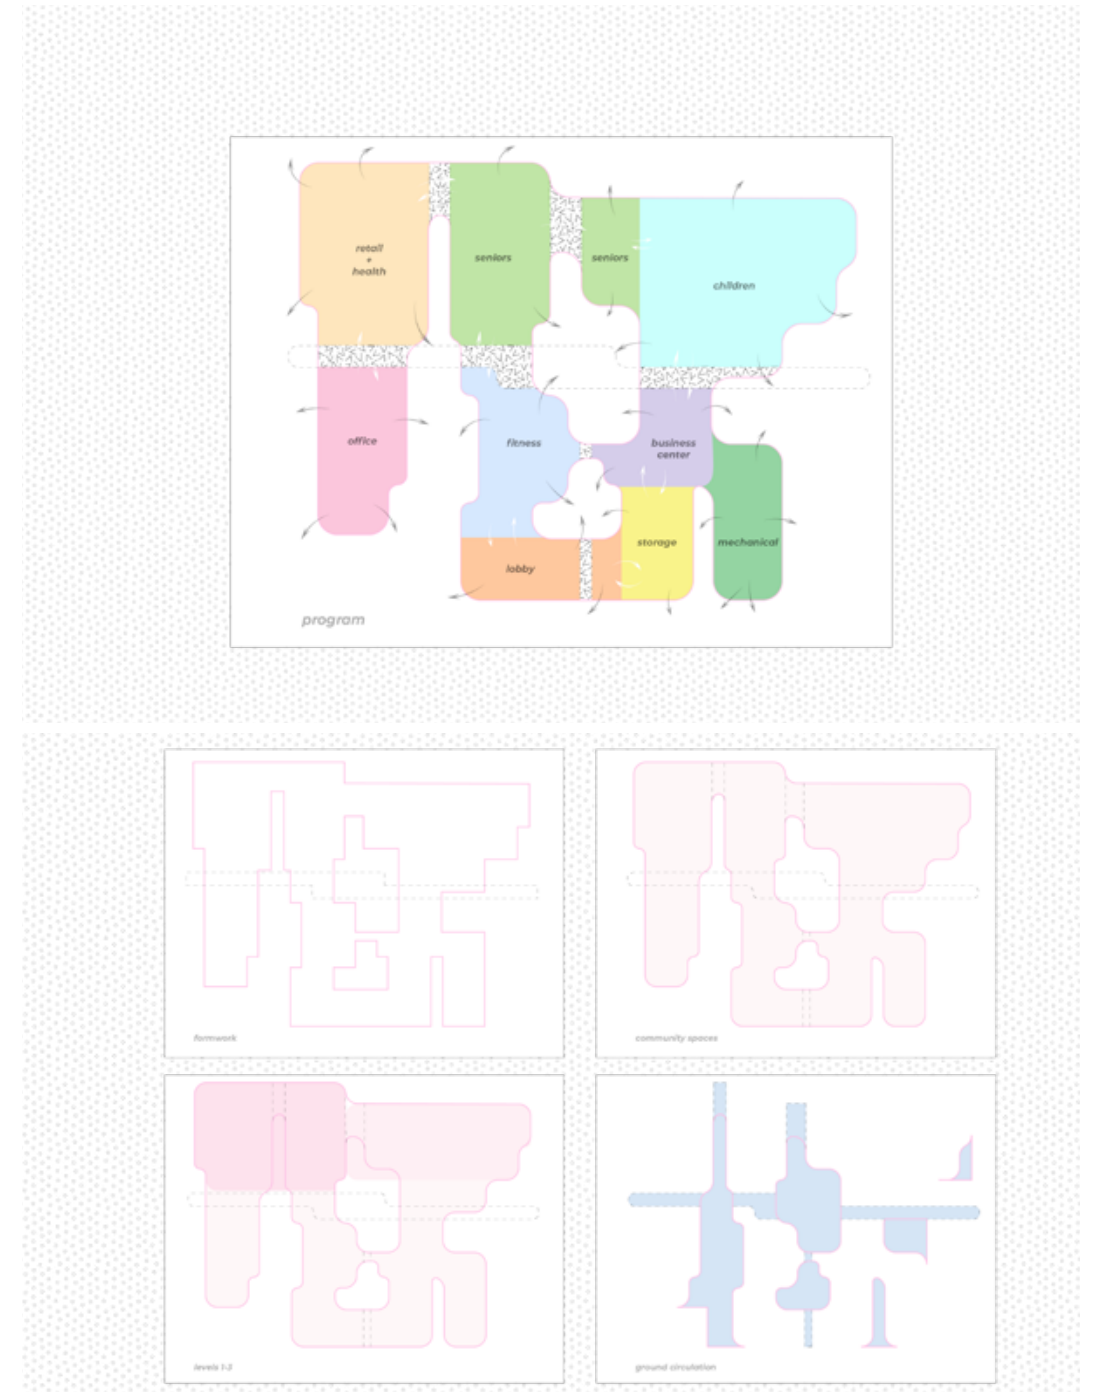 retail
+
health
seniors
seniors
children
office
fitness
business
center
storage
mechanical
lobby
program
formwork
community spaces
levels 1-3
ground circulation